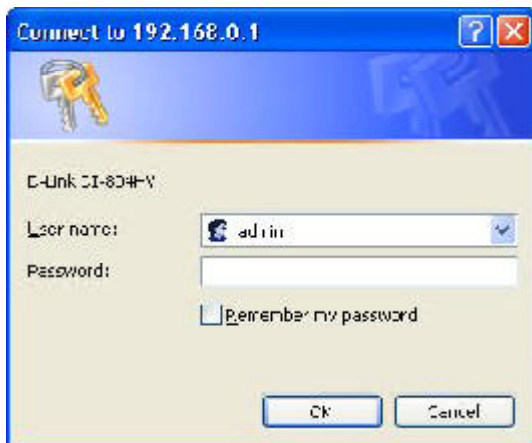 Connect to 192.168.0.1
D-Link DI-804HV
User name:
admin
Password:
Remember my password
OK
Cancel